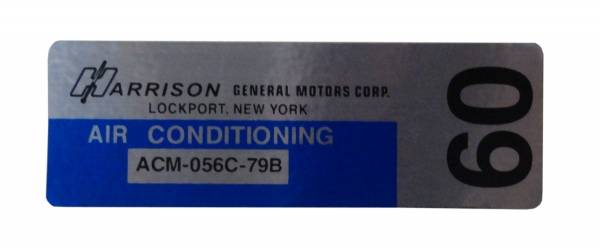 HARRISON GENERAL MOTORS CORP.
LOCKPORT, NEW YORK
AIR CONDITIONING
ACM-056C-79B
60